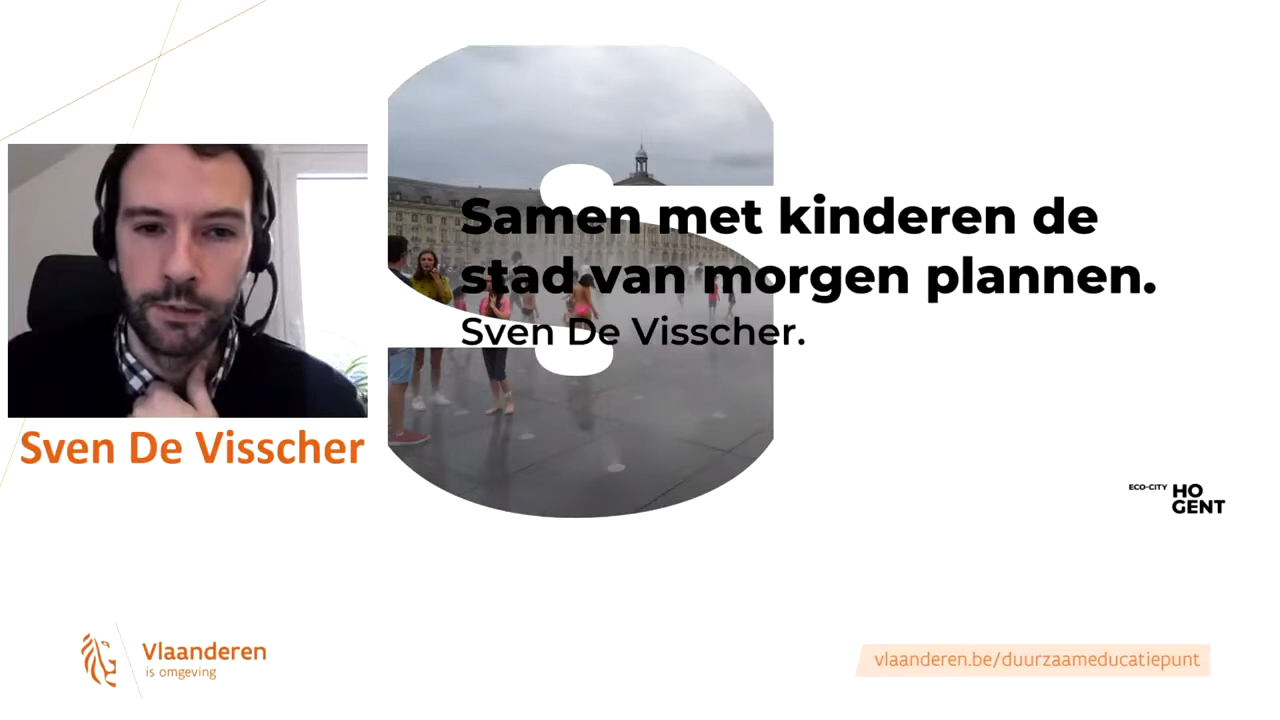 Samen met kinderen de
stad van morgen plannen.
Sven De Visscher.
Sven De Visscher
ECO-CITY HO
GENT
Vlaanderen
is omgeving
vlaanderen.be/duurzaameducatiepunt